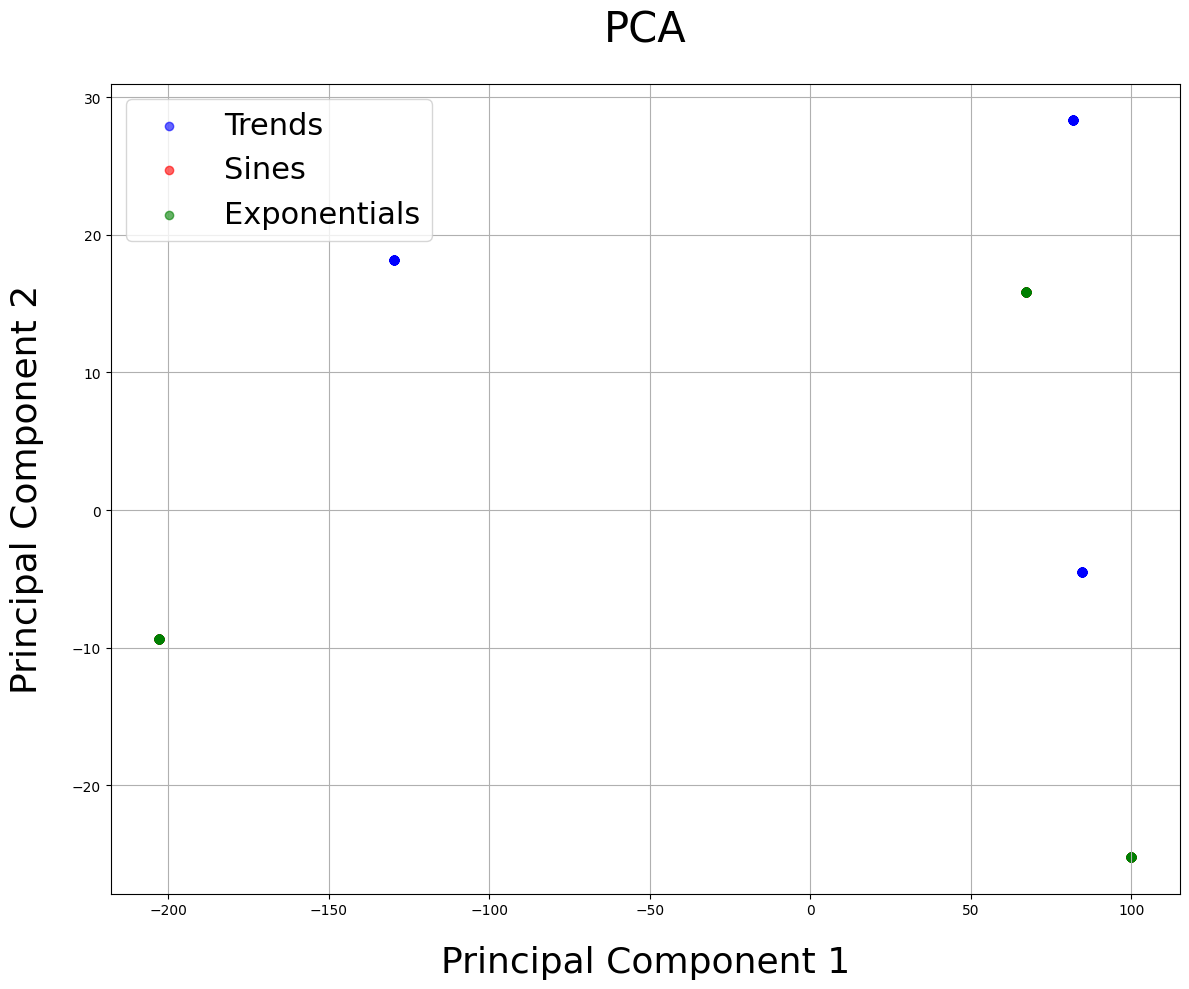 PCA
Trends
Sines
Exponentials
30
20
10
0
−10
−20
Principal Component 2
−200
−150
−100
−50
0
50
100
Principal Component 1